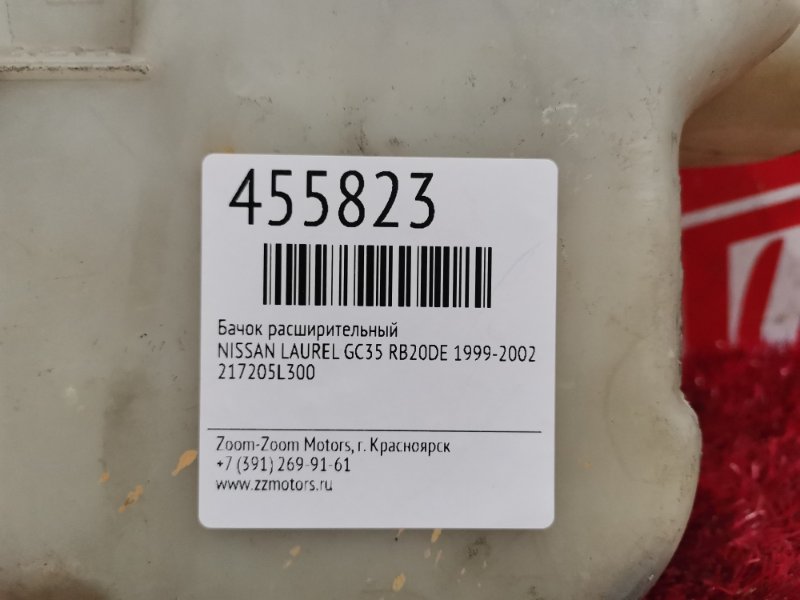 455823
Бачок расширительный
NISSAN LAUREL GC35 RB20DE 1999-2002
217205L300
Zoom-Zoom Motors, г. Красноярск
+7 (391) 269-91-61
www.zzmotors.ru